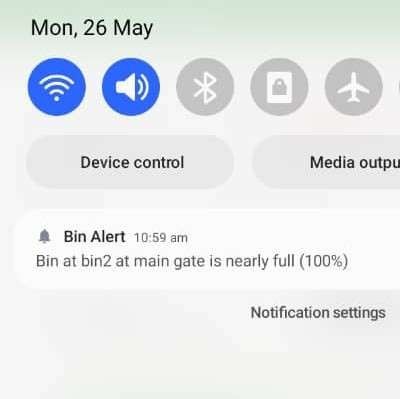 Mon, 26 May
Device control
Media outpu
Bin Alert 10:59 am
Bin at bin2 at main gate is nearly full (100%)
Notification settings